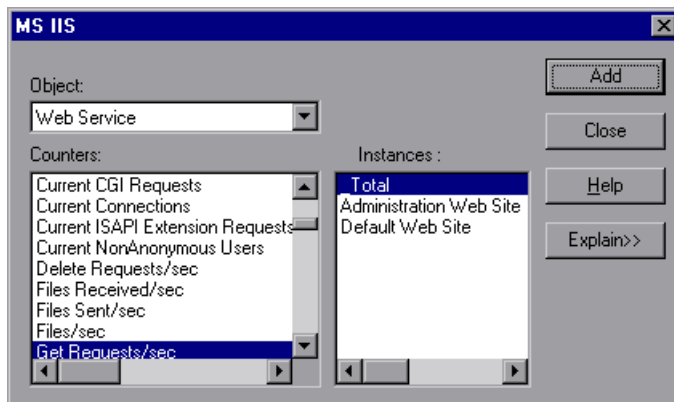 MS IIS
Object:
Web Service
Counters:
Current CGI Requests
Current Connections
Current ISAPI Extension Requests
Current NonAnonymous Users
Delete Requests/sec
Files Received/sec
Files Sent/sec
Files/sec
Get Requests/sec
Instances :
_Total
Administration Web Site
Default Web Site
Add
Close
Help
Explain>>